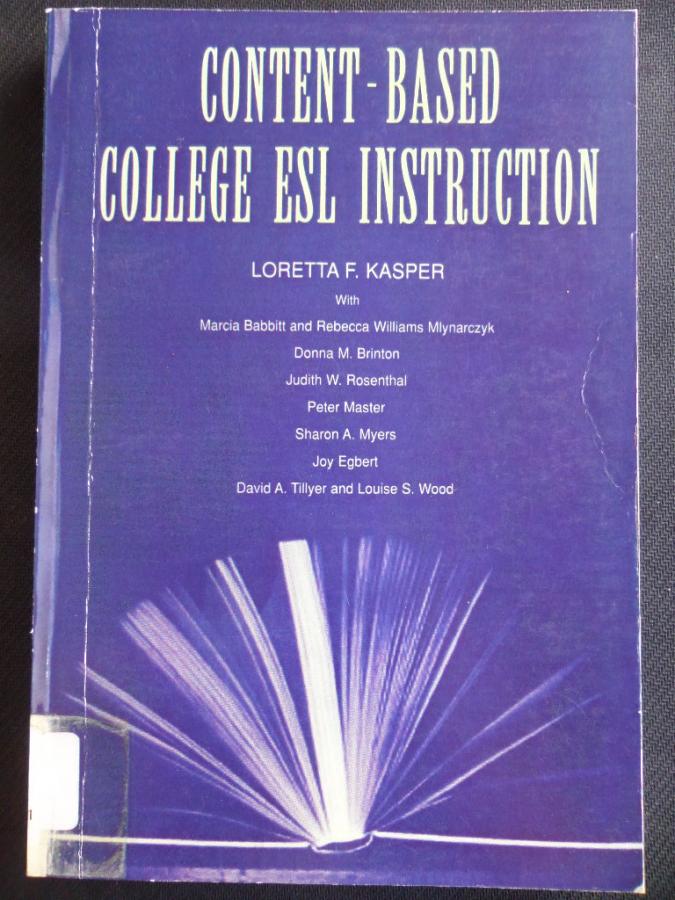 CONTENT-BASED
COLLEGE ESL INSTRUCTION
LORETTA F. KASPER
With
Marcia Babbitt and Rebecca Williams Mlynarczyk
Donna M. Brinton
Judith W. Rosenthal
Peter Master
Sharon A. Myers
Joy Egbert
David A. Tillyer and Louise S. Wood